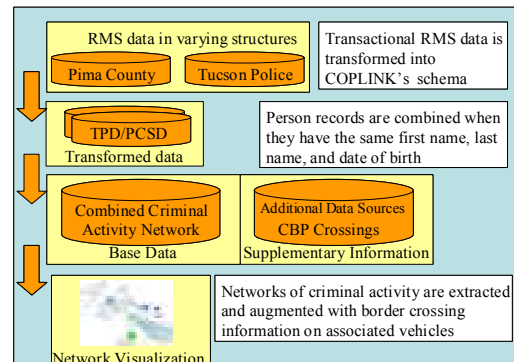 RMS data in varying structures
Pima County
Tucson Police
Transactional RMS data is
transformed into
COPLINK's schema
TPD/PCSD
Transformed data
Person records are combined when
they have the same first name, last
name, and date of birth
Combined Criminal
Activity Network
Base Data
Additional Data Sources
CBP Crossings
Supplementary Information
Network Visualization
Networks of criminal activity are extracted
and augmented with border crossing
information on associated vehicles